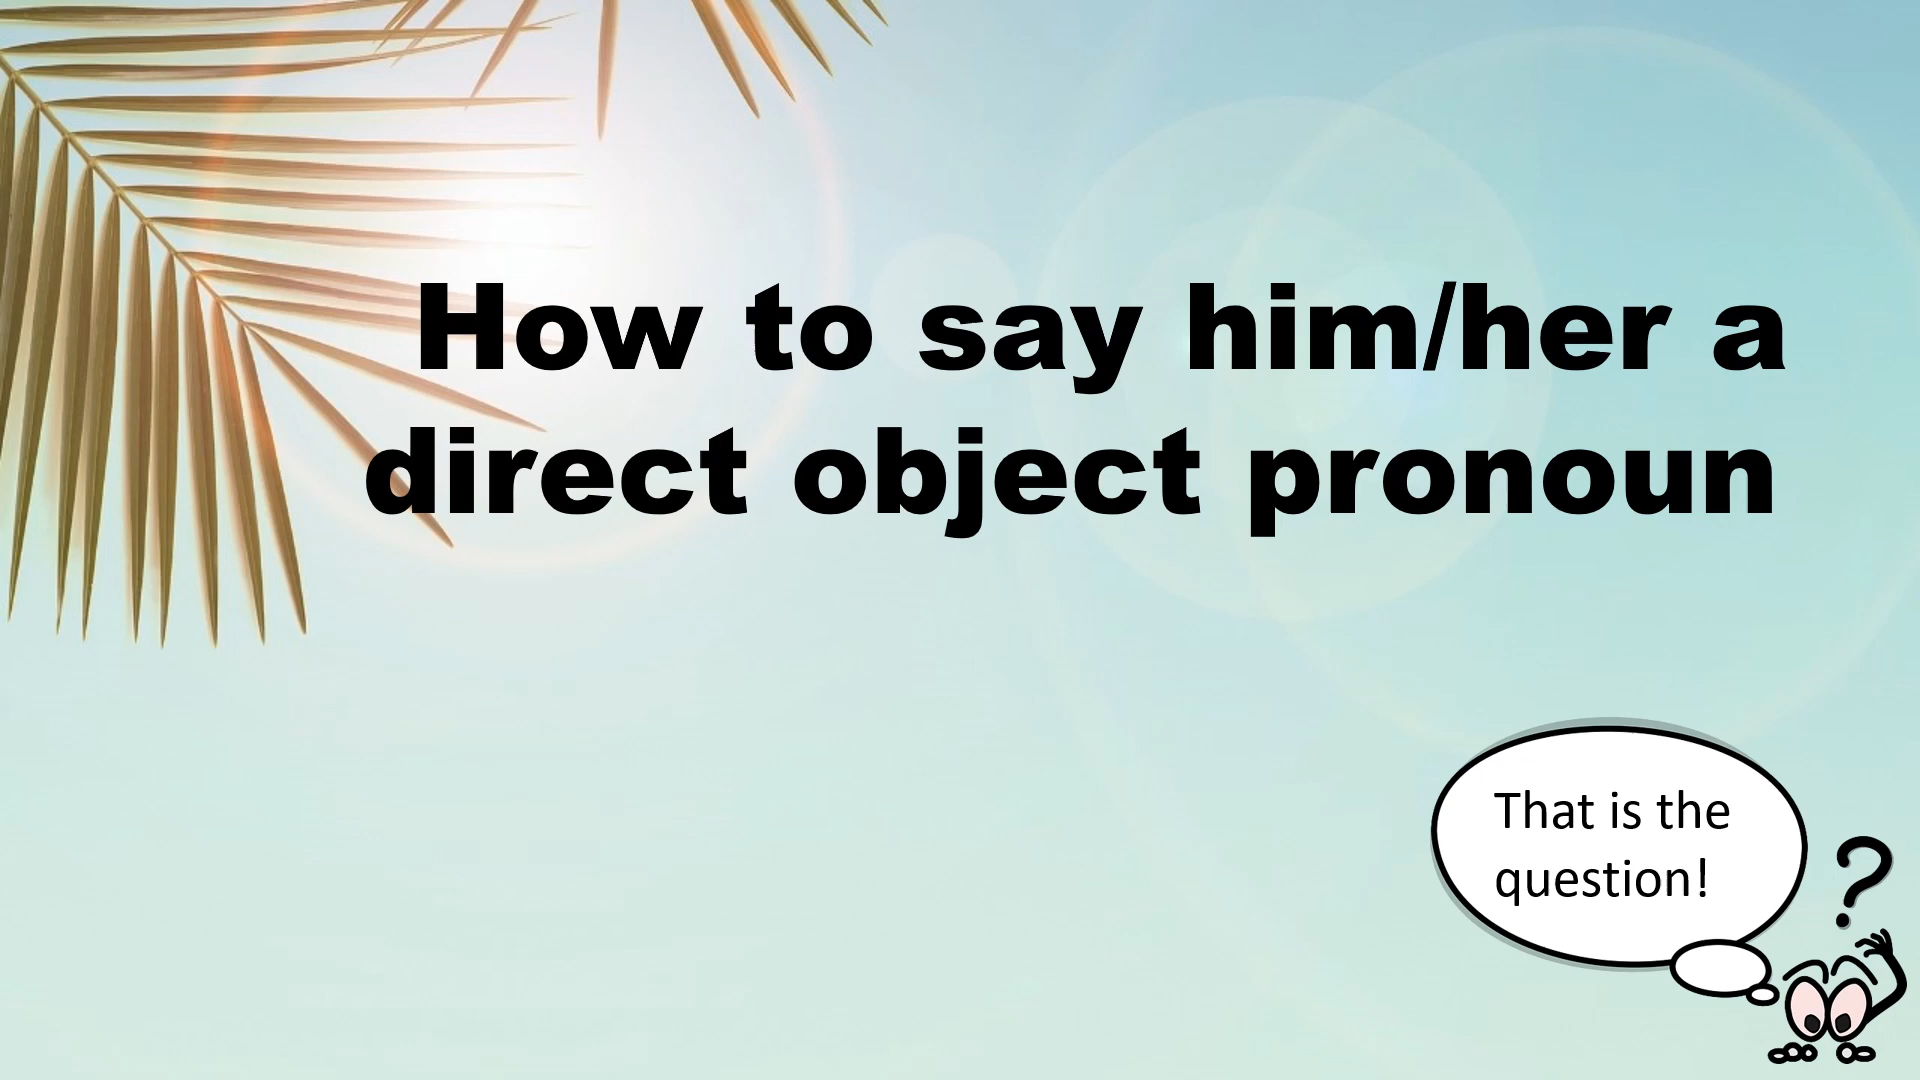 How to say him/her a
direct object pronoun
That is the
question!
?